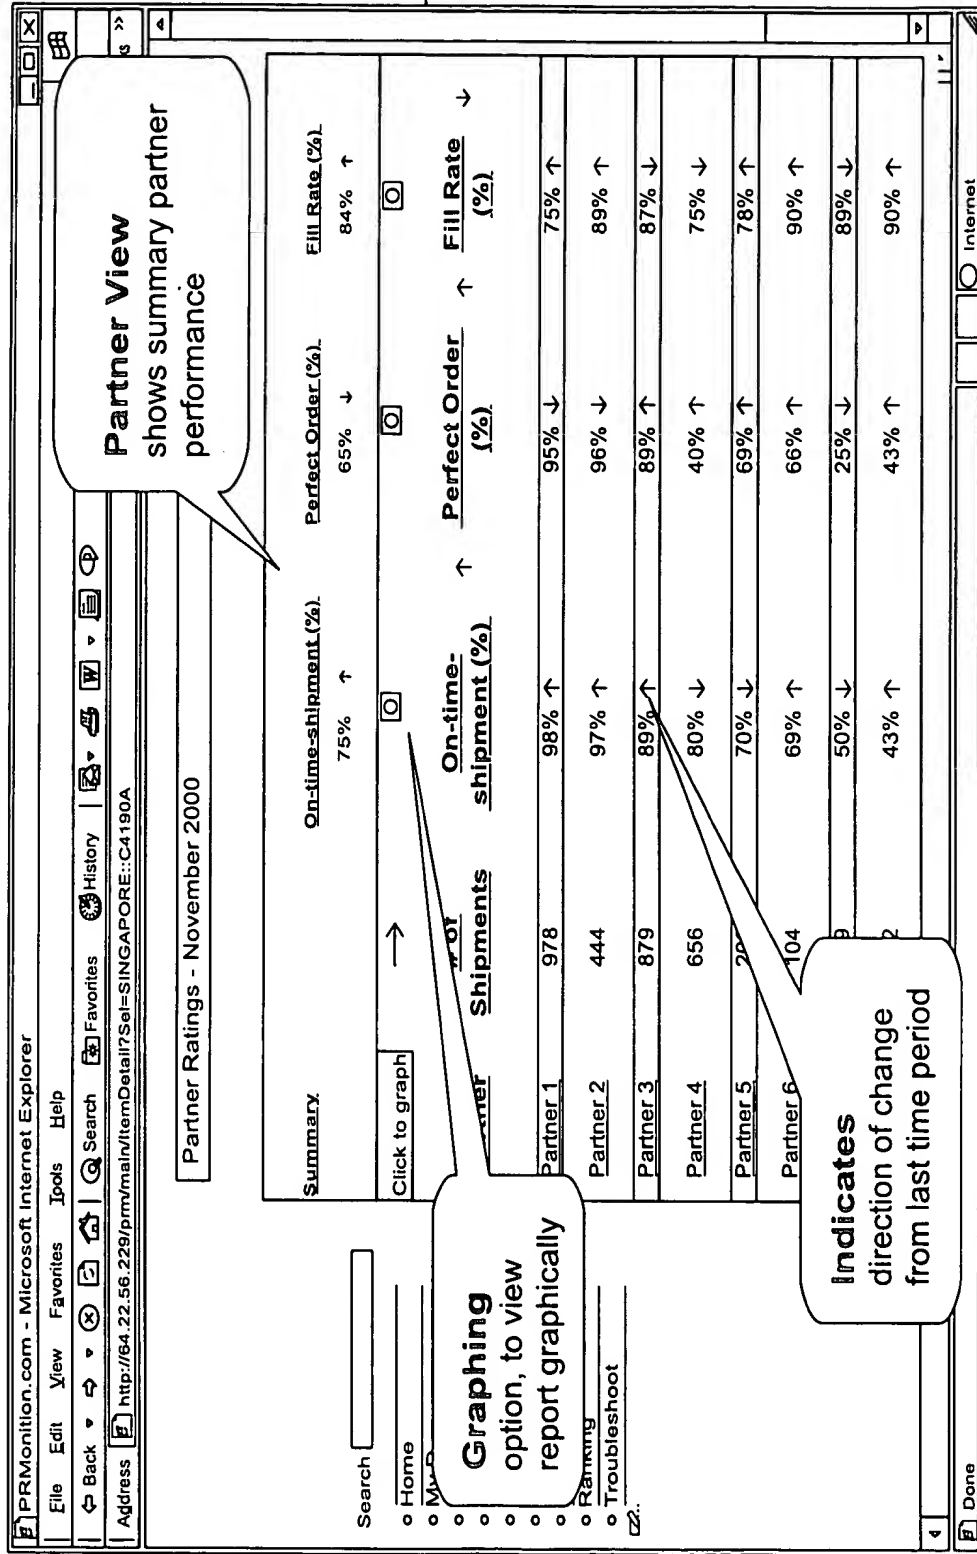 PRMonition.com - Microsoft Internet Explorer
File Edit View Favorites Tools Help
Back Search Favorites History
Address http://64.22.56.229/prm/main/ItemDetail?Sel=SINGAPORE::C4190A
Partner View
shows summary partner
performance
Partner Ratings - November 2000
Search
Home
Ranking
Troubleshoot
Summary On-time-shipment (%) Perfect Order (%) Fill Rate (%)
75% ↑ 65% ↓ 84% ↑
Click to graph →
# of Shipments On-time-shipment (%) ↑ Perfect Order (%) ↑ Fill Rate (%) ↓
Partner 1 978 98% ↑ 95% ↓ 75% ↑
Partner 2 444 97% ↑ 96% ↓ 89% ↑
Partner 3 879 89% ↑ 89% ↑ 87% ↓
Partner 4 656 80% ↓ 40% ↑ 75% ↓
Partner 5 70% ↓ 69% ↑ 78% ↑
Partner 6 104 69% ↑ 66% ↑ 90% ↑
50% ↓ 25% ↓ 89% ↓
43% ↑ 43% ↑ 90% ↑
Graphing
option, to view
report graphically
Indicates
direction of change
from last time period
Done Internet